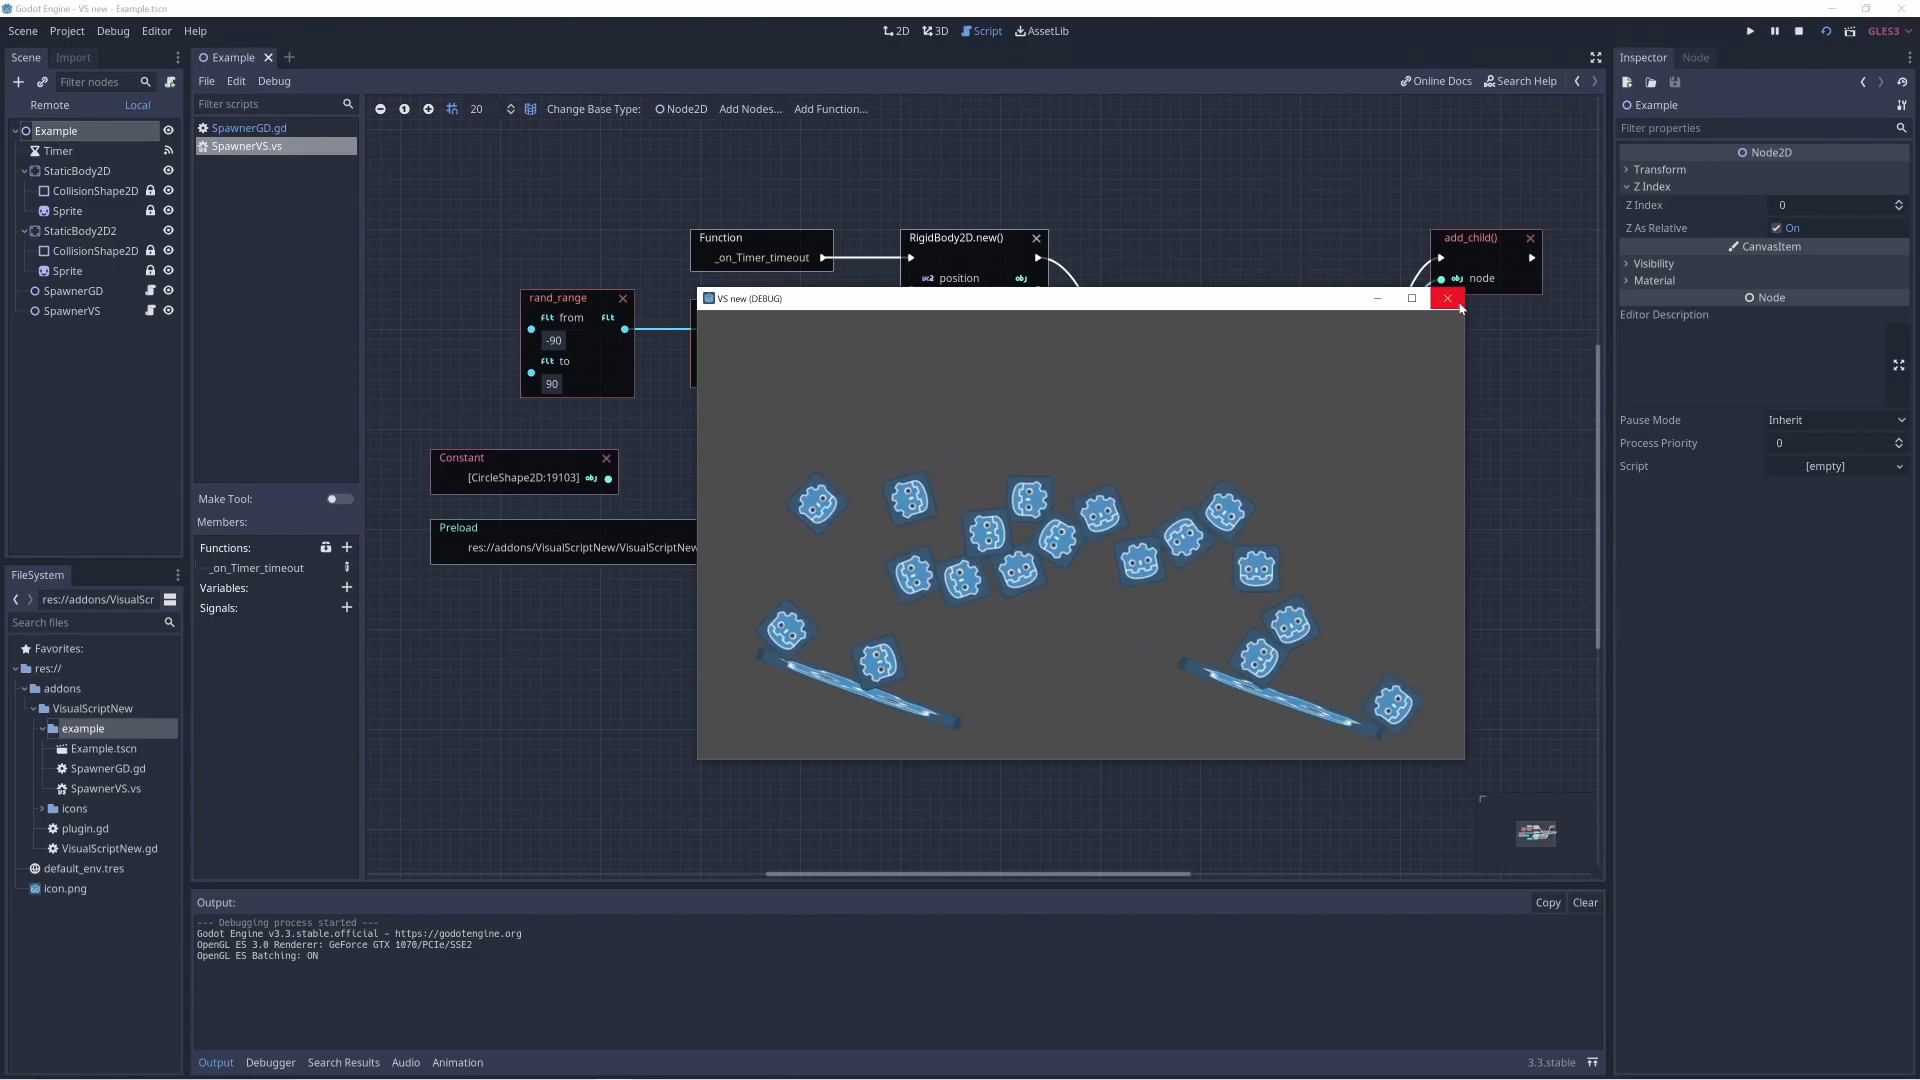 Godot Engine - VS new - Example.tscn
Scene Project Debug Editor Help
2D 3D Script AssetLib
GLES3
Scene Import
Filter nodes
Remote Local
Example
Timer
StaticBody2D
CollisionShape2D
Sprite
StaticBody2D2
CollisionShape2D
Sprite
SpawnerGD
SpawnerVS
FileSystem
res://addons/VisualScr
Search files
Favorites:
res://
addons
VisualScriptNew
example
Example.tscn
SpawnerGD.gd
SpawnerVS.vs
icons
plugin.gd
VisualScriptNew.gd
default_env.tres
icon.png
Example
File Edit Debug
Online Docs Search Help
Filter scripts
SpawnerGD.gd
SpawnerVS.vs
Make Tool:
Members:
Functions:
_on_Timer_timeout
Variables:
Signals:
20 Change Base Type: Node2D Add Nodes... Add Function...
Function
_on_Timer_timeout
RigidBody2D.new()
vc2 position obj
add_child()
obj node
rand_range
flt from flt
-90
flt to
90
Constant
[CircleShape2D:19103] obj
Preload
res://addons/VisualScriptNew/VisualScriptNew
VS new (DEBUG)
Output:
Copy Clear
--- Debugging process started ---
Godot Engine v3.3.stable.official - https://godotengine.org
OpenGL ES 3.0 Renderer: GeForce GTX 1070/PCIe/SSE2
OpenGL ES Batching: ON
Output Debugger Search Results Audio Animation
3.3.stable
Inspector Node
Example
Filter properties
Node2D
Transform
Z Index
Z Index 0
Z As Relative On
CanvasItem
Visibility
Material
Node
Editor Description
Pause Mode Inherit
Process Priority 0
Script [empty]